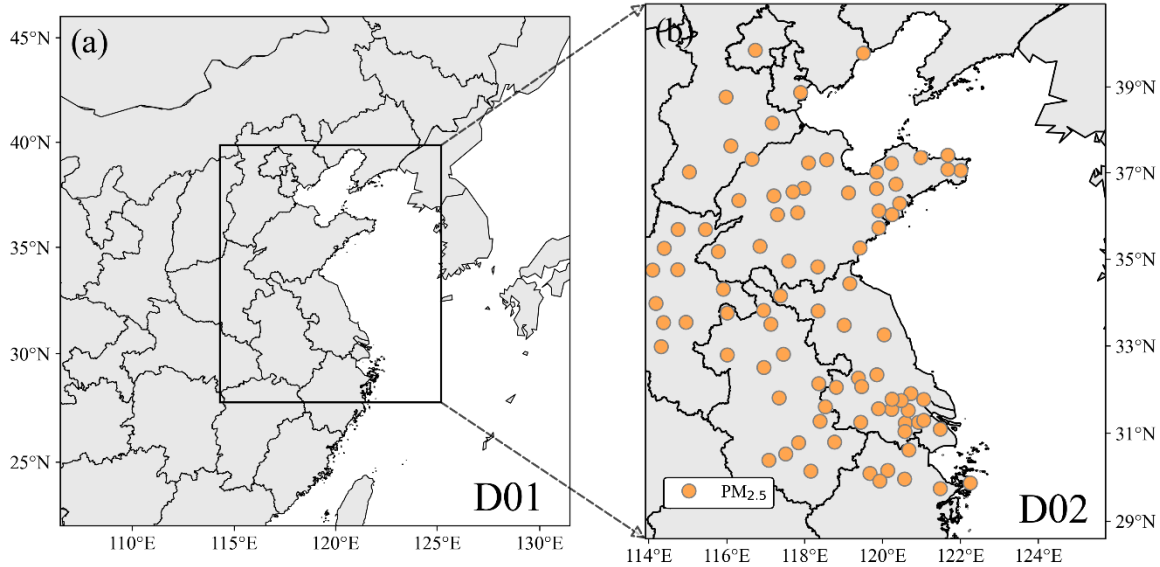 (a)
45°N
40°N
35°N
30°N
25°N
110°E
115°E
120°E
125°E
130°E
D01
(b)
39°N
37°N
35°N
33°N
31°N
29°N
114°E
116°E
118°E
120°E
122°E
124°E
PM₂.₅
D02